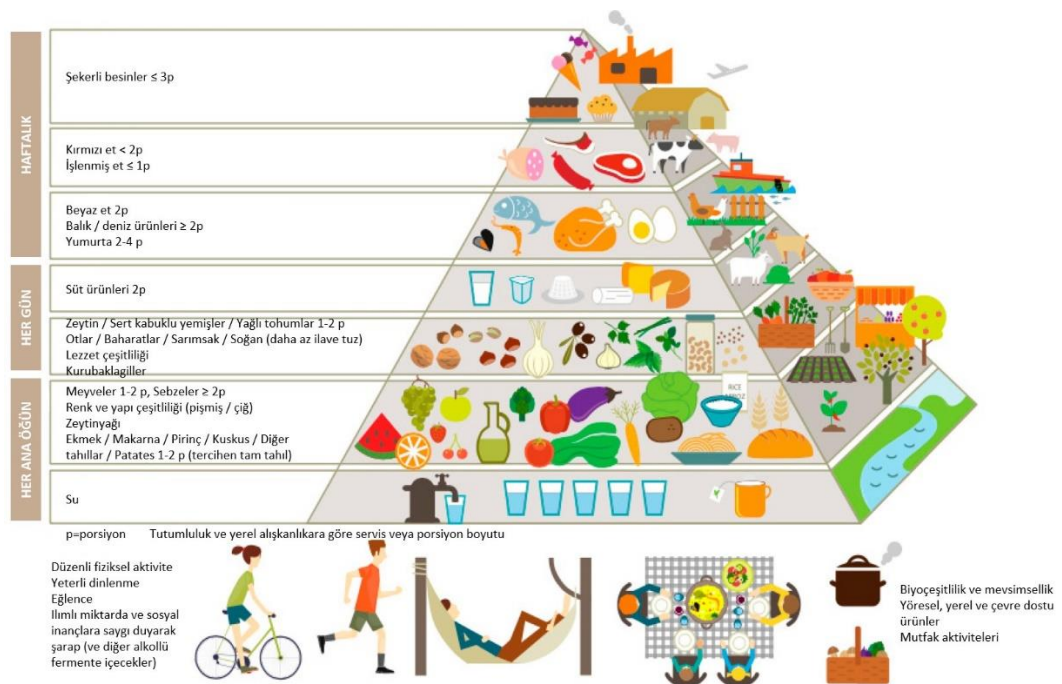 HAFTALIK
Şekerli besinler ≤ 3p
Kırmızı et < 2p
İşlenmiş et ≤ 1p
Beyaz et 2p
Balık / deniz ürünleri ≥ 2p
Yumurta 2-4 p
HER GÜN
Süt ürünleri 2p
Zeytin / Sert kabuklu yemişler / Yağlı tohumlar 1-2 p
Otlar / Baharatlar / Sarımsak / Soğan (daha az ilave tuz)
Lezzet çeşitliliği
Kurubaklagiller
HER ANA ÖĞÜN
Meyveler 1-2 p, Sebzeler ≥ 2p
Renk ve yapı çeşitliliği (pişmiş / çiğ)
Zeytinyağı
Ekmek / Makarna / Pirinç / Kuskus / Diğer
tahıllar / Patates 1-2 p (tercihen tam tahıl)
RICE
Su
p=porsiyon Tutumluluk ve yerel alışkanlıkara göre servis veya porsiyon boyutu
Düzenli fiziksel aktivite
Yeterli dinlenme
Eğlence
Ilımlı miktarda ve sosyal
inançlara saygı duyarak
şarap (ve diğer alkollü
fermente içecekler)
Biyoçeşitlilik ve mevsimsellik
Yöresel, yerel ve çevre dostu
ürünler
Mutfak aktiviteleri